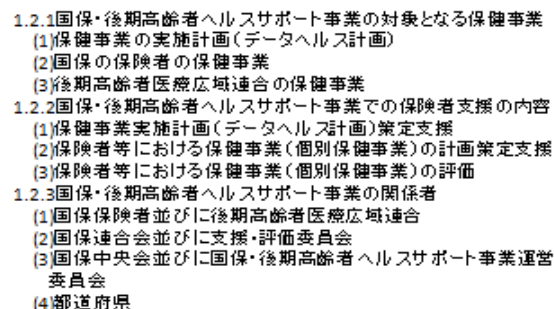 1.2.1国保・後期高齢者ヘルスサポート事業の対象となる保健事業
(1)保健事業の実施計画(データヘルス計画)
(2)国保の保険者の保健事業
(3)後期高齢者医療広域連合の保健事業
1.2.2国保・後期高齢者ヘルスサポート事業での保険者支援の内容
(1)保健事業実施計画(データヘルス計画)策定支援
(2)保険者等における保健事業(個別保健事業)の計画策定支援
(3)保険者等における保健事業(個別保健事業)の評価
1.2.3国保・後期高齢者ヘルスサポート事業の関係者
(1)国保保険者並びに後期高齢者医療広域連合
(2)国保連合会並びに支援・評価委員会
(3)国保中央会並びに国保・後期高齢者ヘルスサポート事業運営
委員会
(4)都道府県